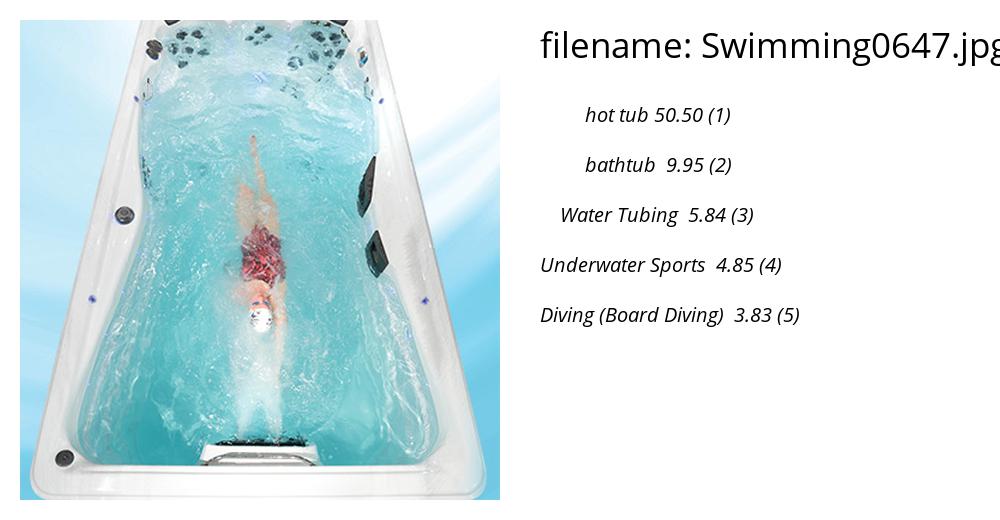 filename: Swimming0647.jpg
hot tub 50.50 (1)
bathtub 9.95 (2)
Water Tubing 5.84 (3)
Underwater Sports 4.85 (4)
Diving (Board Diving) 3.83 (5)